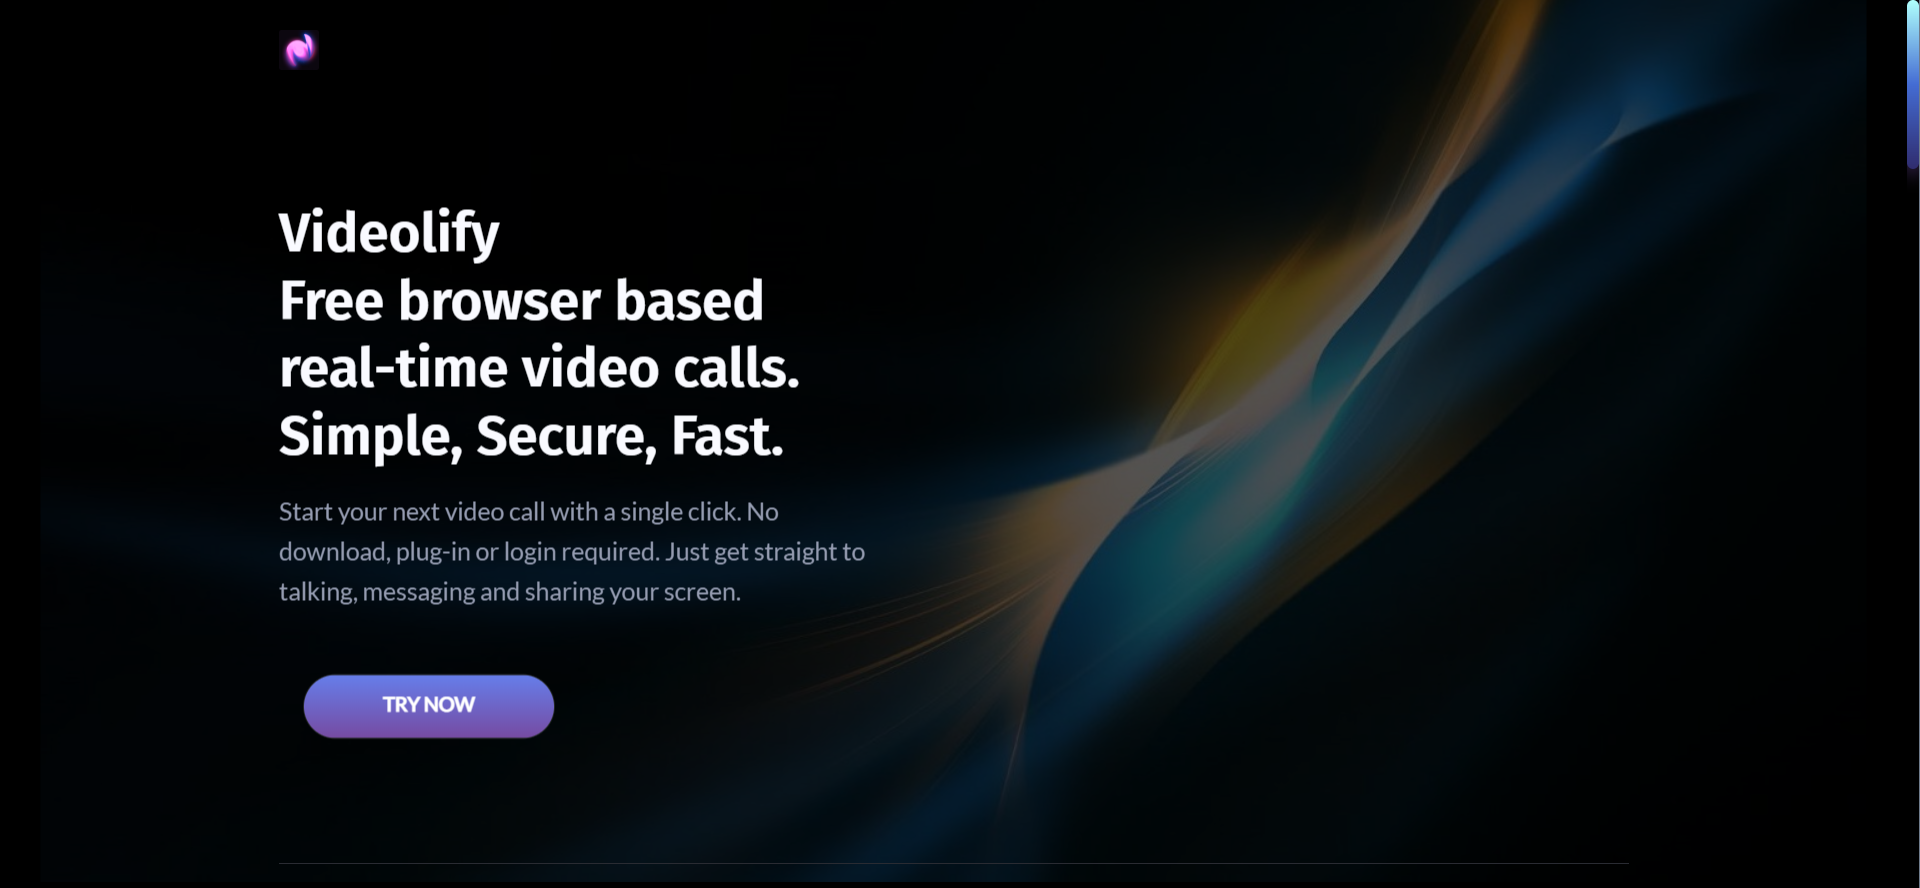 Videolify
Free browser based
real-time video calls.
Simple, Secure, Fast.
Start your next video call with a single click. No
download, plug-in or login required. Just get straight to
talking, messaging and sharing your screen.
TRY NOW